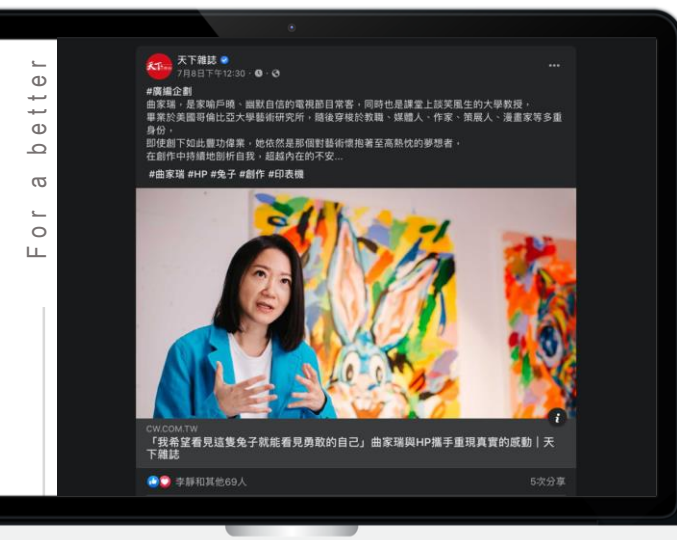 For a better
天下雜誌
7月8日下午12:30
#廣編企劃
曲家瑞，是家喻戶曉、幽默自信的電視節目常客，同時也是課堂上談笑風生的大學教授，
畢業於美國哥倫比亞大學藝術研究所，隨後穿梭於教職、媒體人、作家、策展人、漫畫家等多重
身份，
即使創下如此豐功偉業，她依然是那個對藝術懷抱著至高熱忱的夢想者，
在創作中持續地剖析自我，超越內在的不安...
#曲家瑞 #HP #兔子 #創作 #印表機
CW.COM.TW
「我希望看見這隻兔子就能看見勇敢的自己」曲家瑞與HP攜手重現真實的感動｜天
下雜誌
李靜和其他69人
5次分享